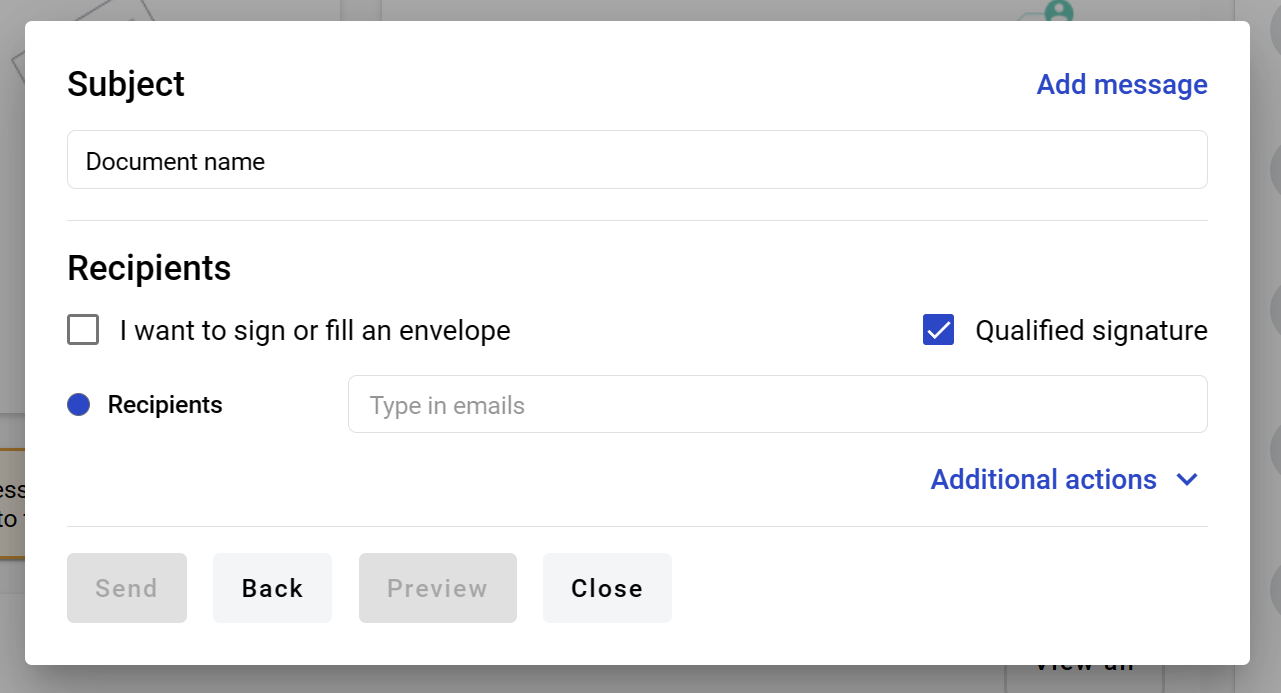 Subject
Add message
Document name
Recipients
I want to sign or fill an envelope
Qualified signature
Recipients
Type in emails
Additional actions
to
Send
Back
Preview
Close